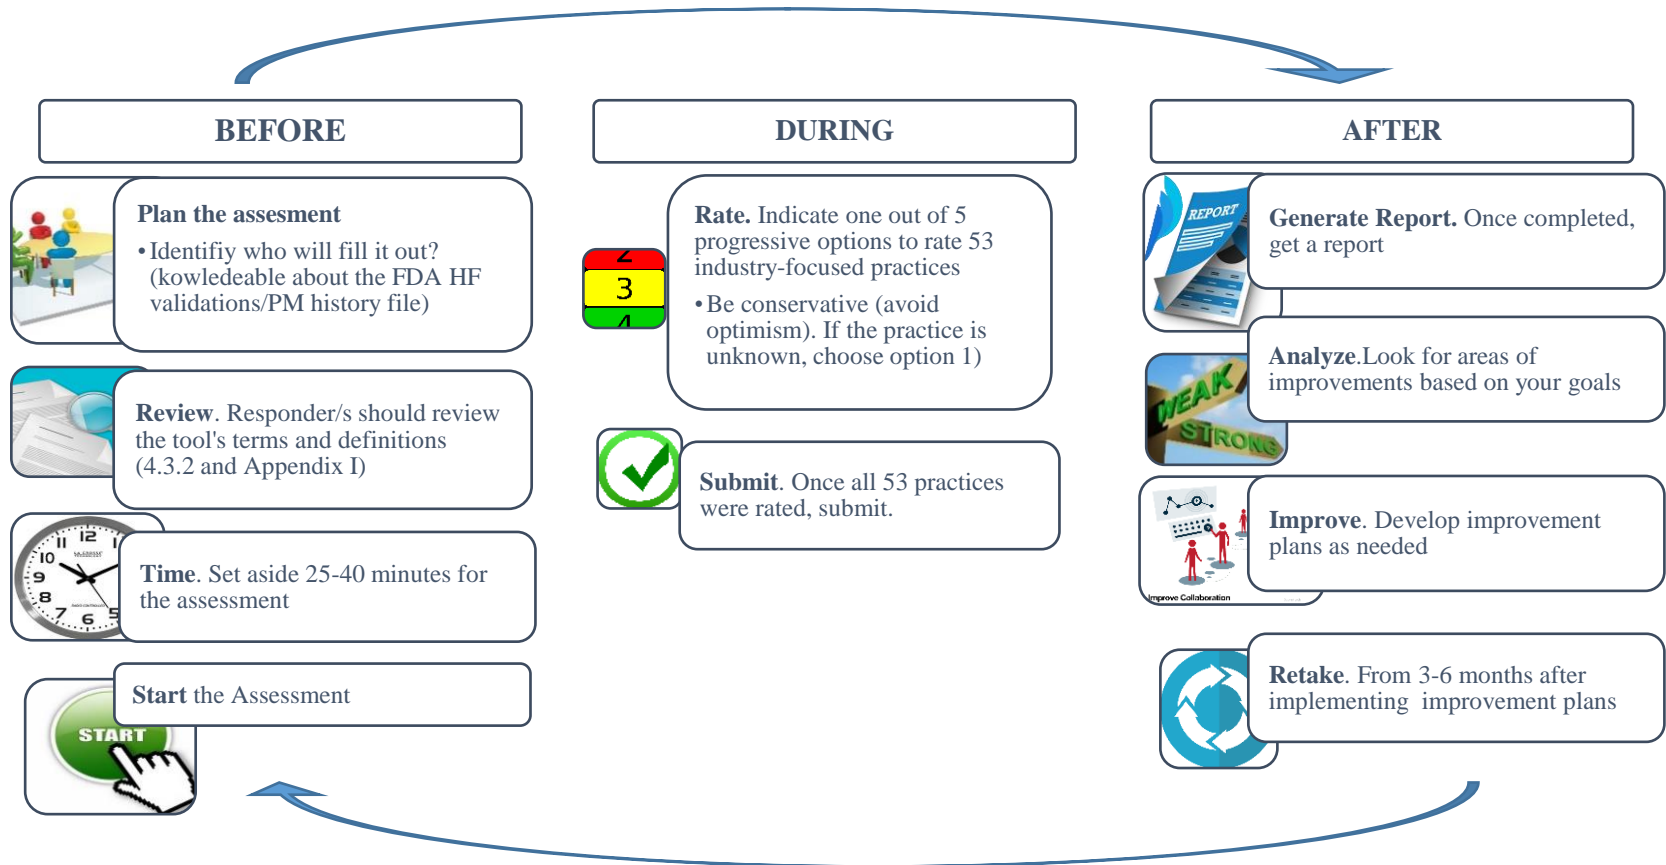 BEFORE
Plan the assesment
•Identifiy who will fill it out?
(kowledeable about the FDA HF
validations/PM history file)
Review. Responder/s should review
the tool's terms and definitions
(4.3.2 and Appendix I)
12
11
1
10
9
8
7
6
5
Time. Set aside 25-40 minutes for
the assessment
START
Start the Assessment
DURING
2
3
4
Rate. Indicate one out of 5
progressive options to rate 53
industry-focused practices
•Be conservative (avoid
optimism). If the practice is
unknown, choose option 1)
Submit. Once all 53 practices
were rated, submit.
AFTER
REPORT
Generate Report. Once completed,
get a report
WEAK
STRONG
Analyze.Look for areas of
improvements based on your goals
Improve Collaboration
Improve. Develop improvement
plans as needed
Retake. From 3-6 months after
implementing improvement plans